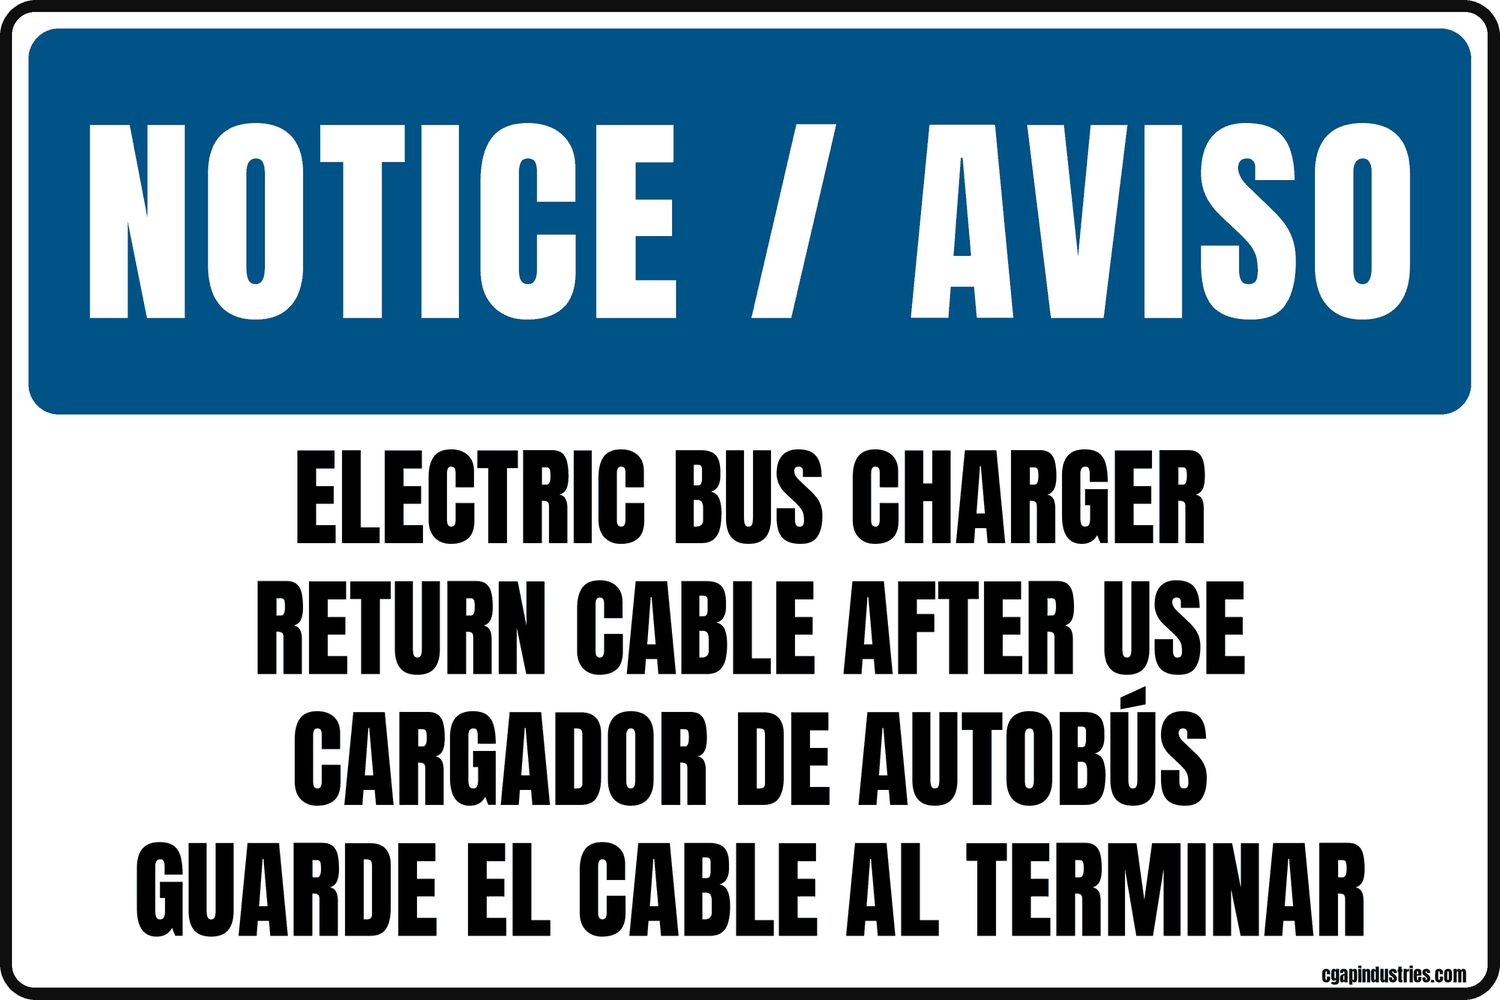 NOTICE / AVISO
ELECTRIC BUS CHARGER
RETURN CABLE AFTER USE
CARGADOR DE AUTOBÚS
GUARDE EL CABLE AL TERMINAR
cgapindustries.com